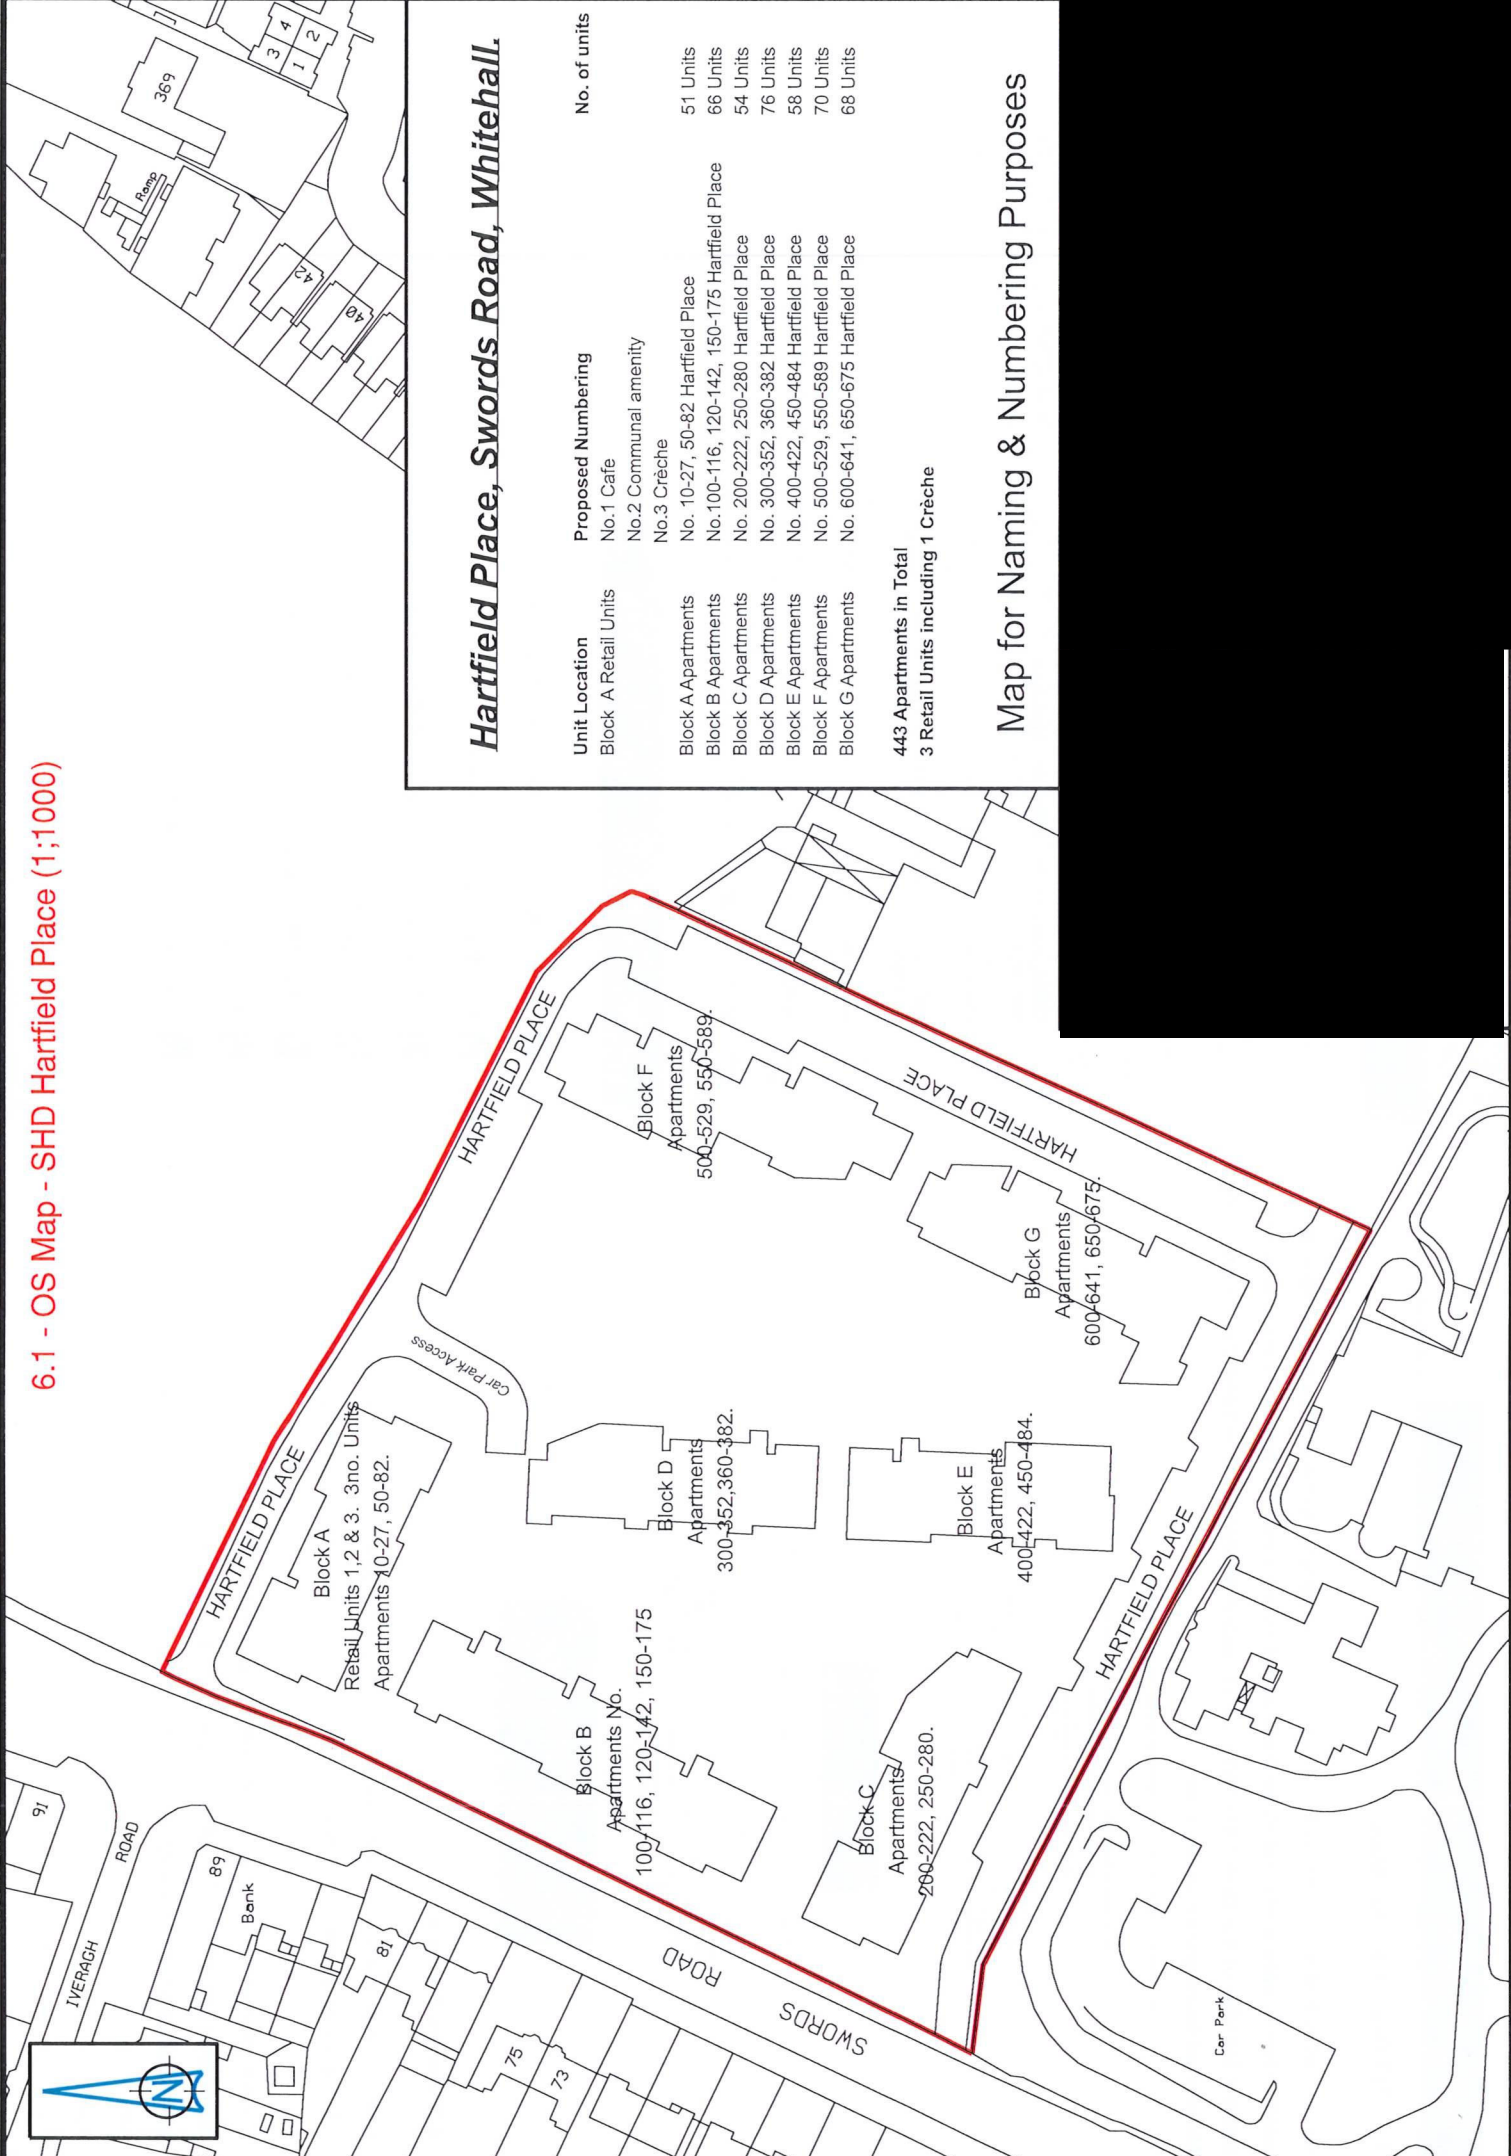 6.1 - OS Map - SHD Hartfield Place (1;1000)
Hartfield Place, Swords Road, Whitehall.
Unit Location Proposed Numbering No. of units
Block A Retail Units No.1 Cafe
No.2 Communal amenity
No.3 Crèche
Block A Apartments No. 10-27, 50-82 Hartfield Place 51 Units
Block B Apartments No.100-116, 120-142, 150-175 Hartfield Place 66 Units
Block C Apartments No. 200-222, 250-280 Hartfield Place 54 Units
Block D Apartments No. 300-352, 360-382 Hartfield Place 76 Units
Block E Apartments No. 400-422, 450-484 Hartfield Place 58 Units
Block F Apartments No. 500-529, 550-589 Hartfield Place 70 Units
Block G Apartments No. 600-641, 650-675 Hartfield Place 68 Units
443 Apartments in Total
3 Retail Units including 1 Crèche
Map for Naming & Numbering Purposes
N
IVERAGH
ROAD
91
89
Bank
81
75
73
SWORDS
ROAD
HARTFIELD PLACE
Block A
Retail Units 1,2 & 3. 3no. Units
Apartments 10-27, 50-82.
Car Park Access
HARTFIELD PLACE
Block B
Apartments No.
100-116, 120-142, 150-175
Block D
Apartments
300-352,360-382.
Block F
Apartments
500-529, 550-589.
HARTFIELD PLACE
Block C
Apartments
200-222, 250-280.
Block E
Apartments
400-422, 450-484.
Block G
Apartments
600-641, 650-675.
HARTFIELD PLACE
Car Park
369
Ramp
42
40
3
4
1
2